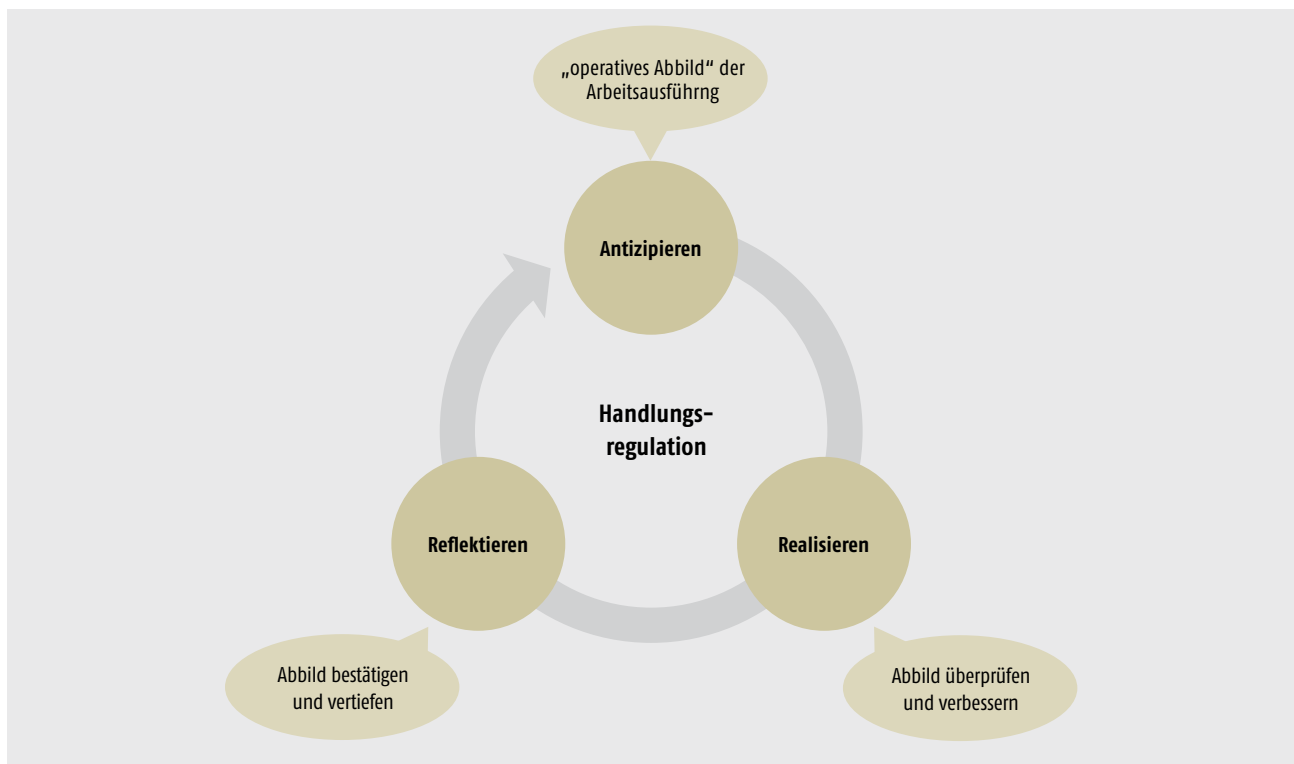 „operatives Abbild“ der
Arbeitsausführng
Antizipieren
Handlungs-
regulation
Reflektieren
Realisieren
Abbild bestätigen
und vertiefen
Abbild überprüfen
und verbessern